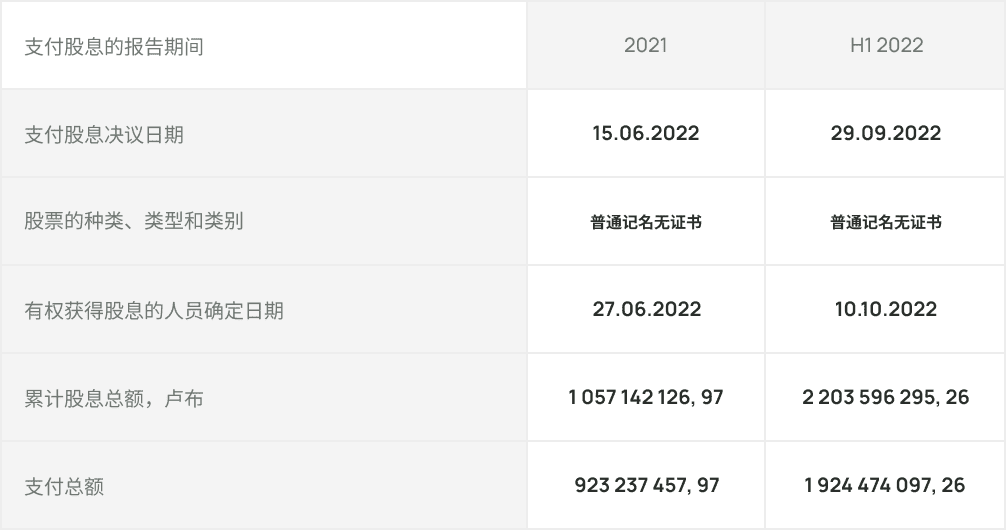 支付股息的报告期间 2021 H1 2022
支付股息决议日期 15.06.2022 29.09.2022
股票的种类、类型和类别 普通记名无证书 普通记名无证书
有权获得股息的人员确定日期 27.06.2022 10.10.2022
累计股息总额，卢布 1 057 142 126, 97 2 203 596 295, 26
支付总额 923 237 457, 97 1 924 474 097, 26